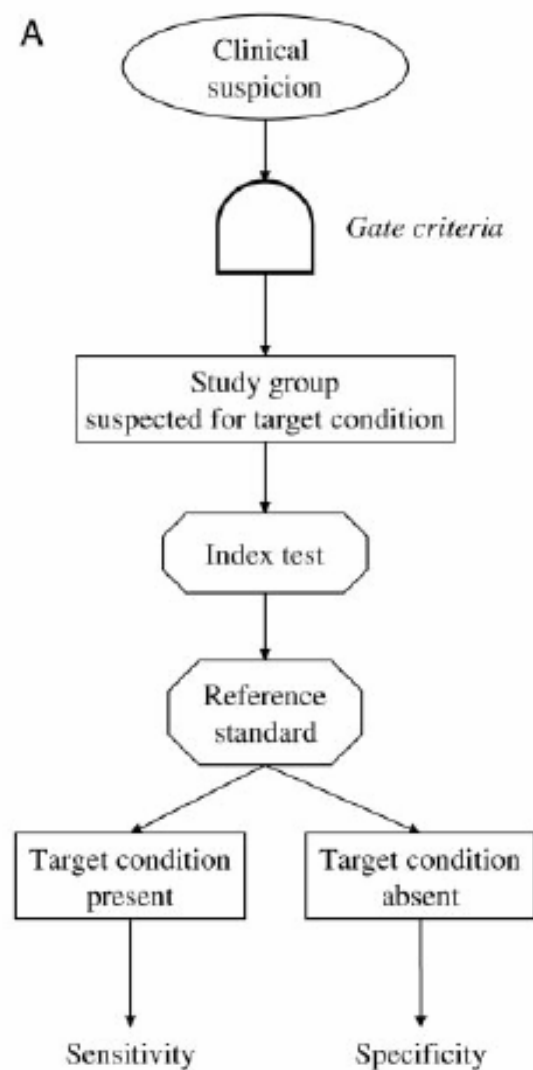 A
Clinical
suspicion
Gate criteria
Study group
suspected for target condition
Index test
Reference
standard
Target condition
present
Target condition
absent
Sensitivity
Specificity